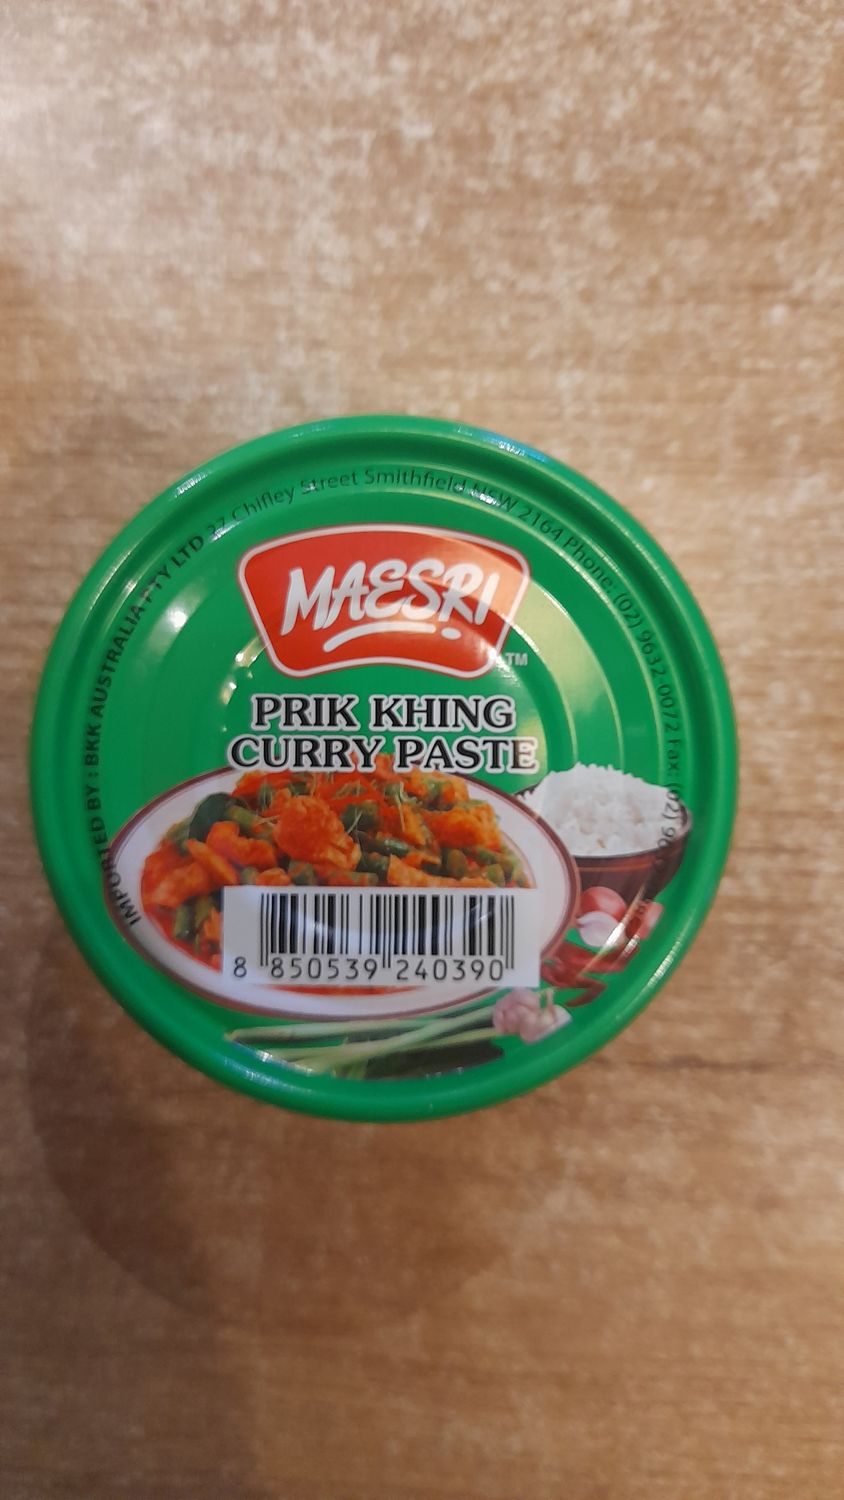 IMPORTED BY : BKK AUSTRALIA PTY LTD 27 Chifley Street Smithfield NSW 2164 Phone: (02) 9632 0072 Fax: (02)
MAESRI
TM
PRIK KHING
CURRY PASTE
8 850539 240390